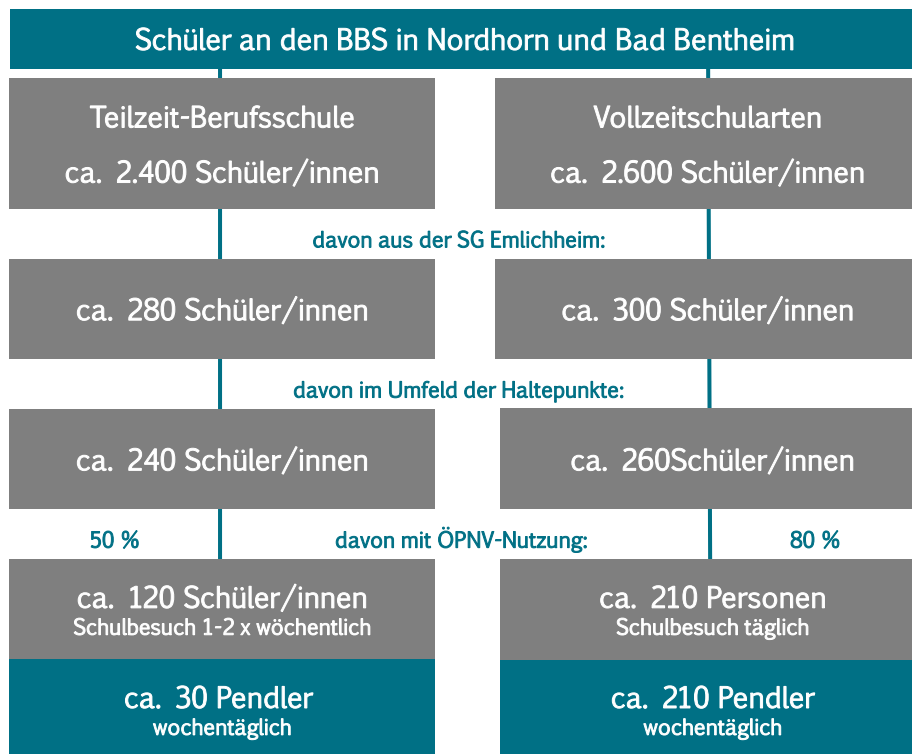 Schüler an den BBS in Nordhorn und Bad Bentheim
Teilzeit-Berufsschule
ca. 2.400 Schüler/innen
Vollzeitschularten
ca. 2.600 Schüler/innen
davon aus der SG Emlichheim:
ca. 280 Schüler/innen
ca. 300 Schüler/innen
davon im Umfeld der Haltepunkte:
ca. 240 Schüler/innen
ca. 260Schüler/innen
50 %
davon mit ÖPNV-Nutzung:
80 %
ca. 120 Schüler/innen
Schulbesuch 1-2 x wöchentlich
ca. 210 Personen
Schulbesuch täglich
ca. 30 Pendler
wochentäglich
ca. 210 Pendler
wochentäglich